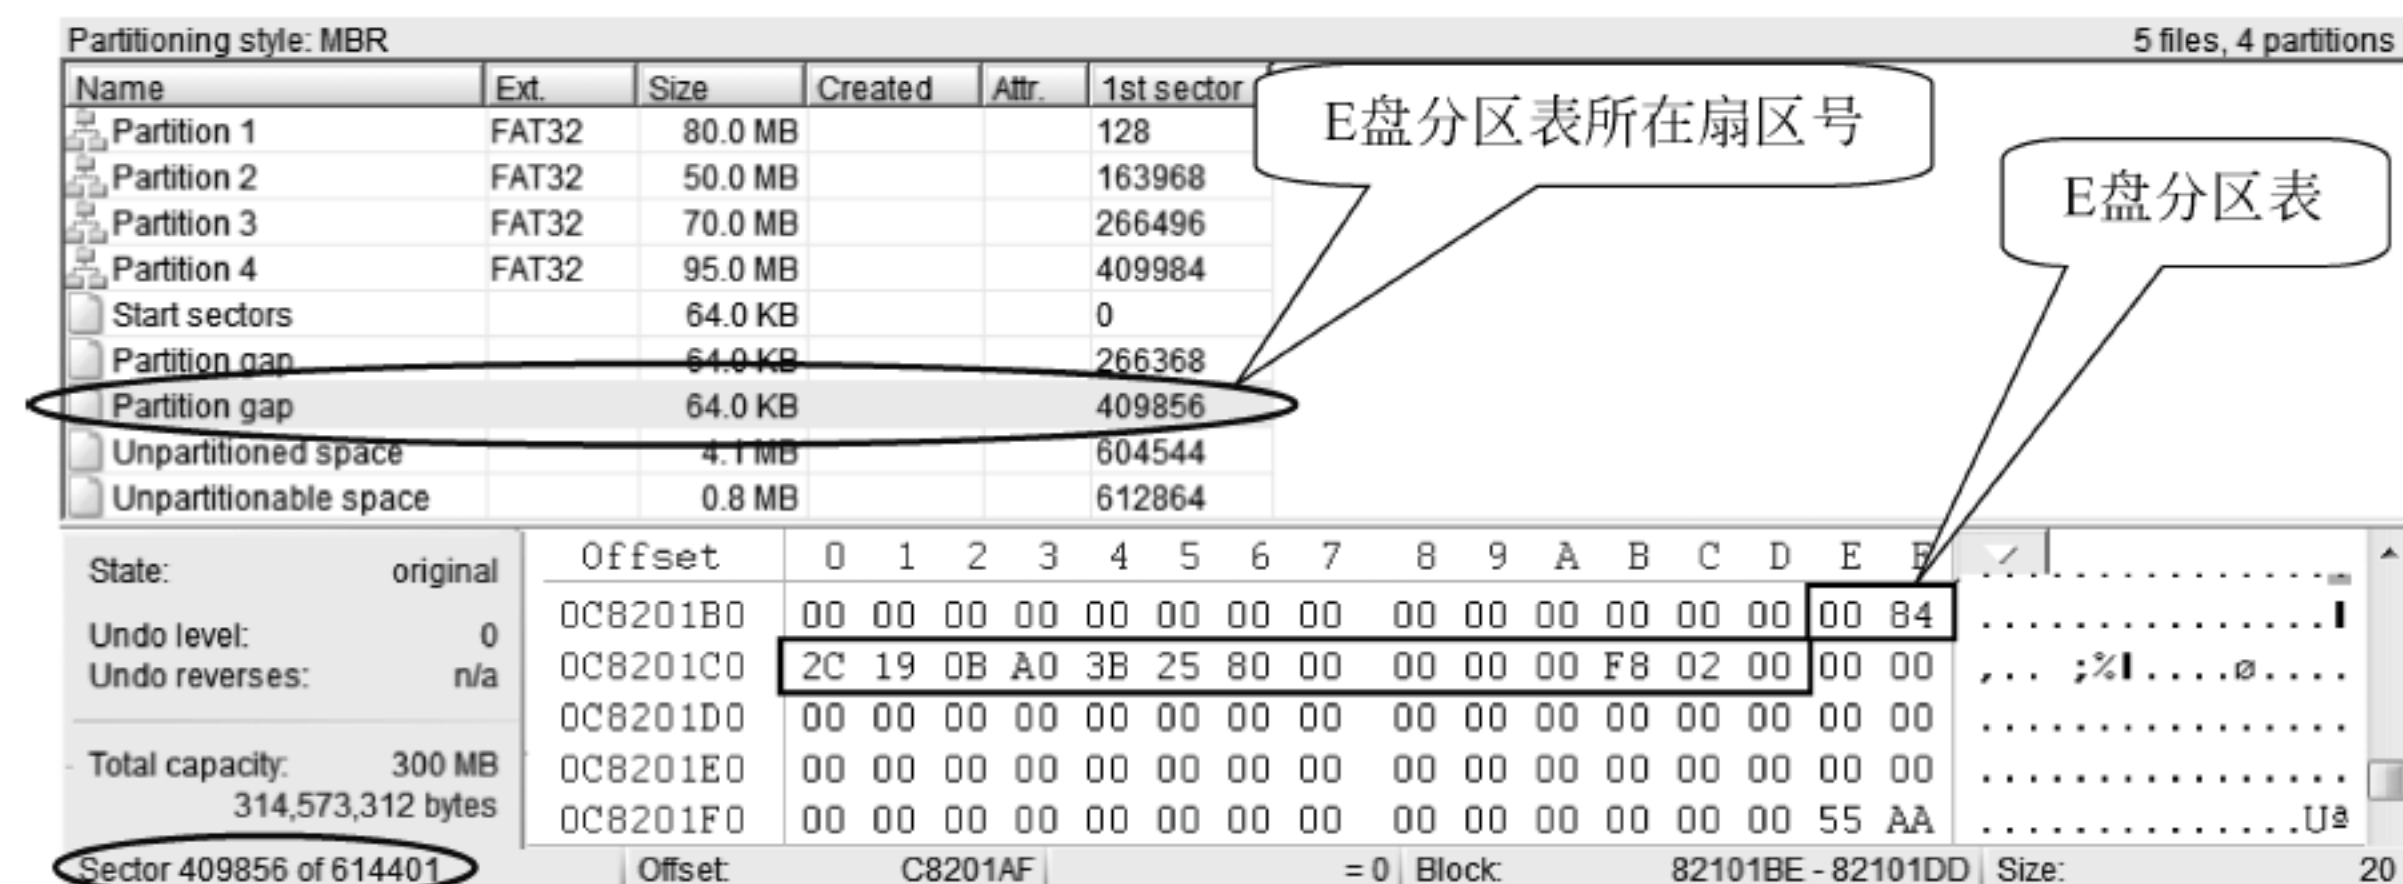 Partitioning style: MBR 5 files, 4 partitions
Name Ext. Size Created Attr. 1st sector
Partition 1 FAT32 80.0 MB 128
Partition 2 FAT32 50.0 MB 163968
Partition 3 FAT32 70.0 MB 266496
Partition 4 FAT32 95.0 MB 409984
Start sectors 64.0 KB 0
Partition gap 64.0 KB 266368
Partition gap 64.0 KB 409856
Unpartitioned space 4.1 MB 604544
Unpartitionable space 0.8 MB 612864
E盘分区表所在扇区号
E盘分区表
State: original
Undo level: 0
Undo reverses: n/a
Total capacity: 300 MB
314,573,312 bytes
Offset 0 1 2 3 4 5 6 7 8 9 A B C D E F
0C8201B0 00 00 00 00 00 00 00 00 00 00 00 00 00 00 00 84 ...............
0C8201C0 2C 19 0B A0 3B 25 80 00 00 00 00 F8 02 00 00 00 ,.. ;%▮....ø....
0C8201D0 00 00 00 00 00 00 00 00 00 00 00 00 00 00 00 00 ................
0C8201E0 00 00 00 00 00 00 00 00 00 00 00 00 00 00 00 00 ................
0C8201F0 00 00 00 00 00 00 00 00 00 00 00 00 00 00 55 AA ..............Uª
Sector 409856 of 614401 Offset: C8201AF = 0 Block: 82101BE - 82101DD Size: 20